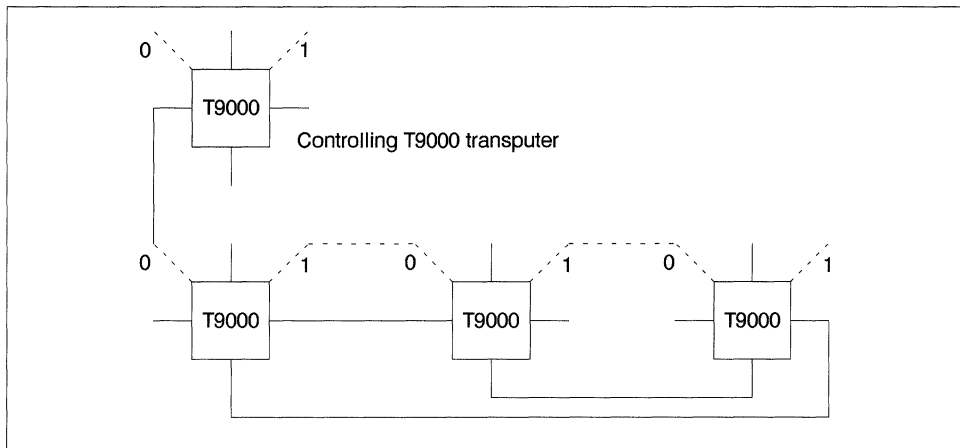 0 1
T9000
Controlling T9000 transputer
0 1 0 1 0 1
T9000 T9000 T9000